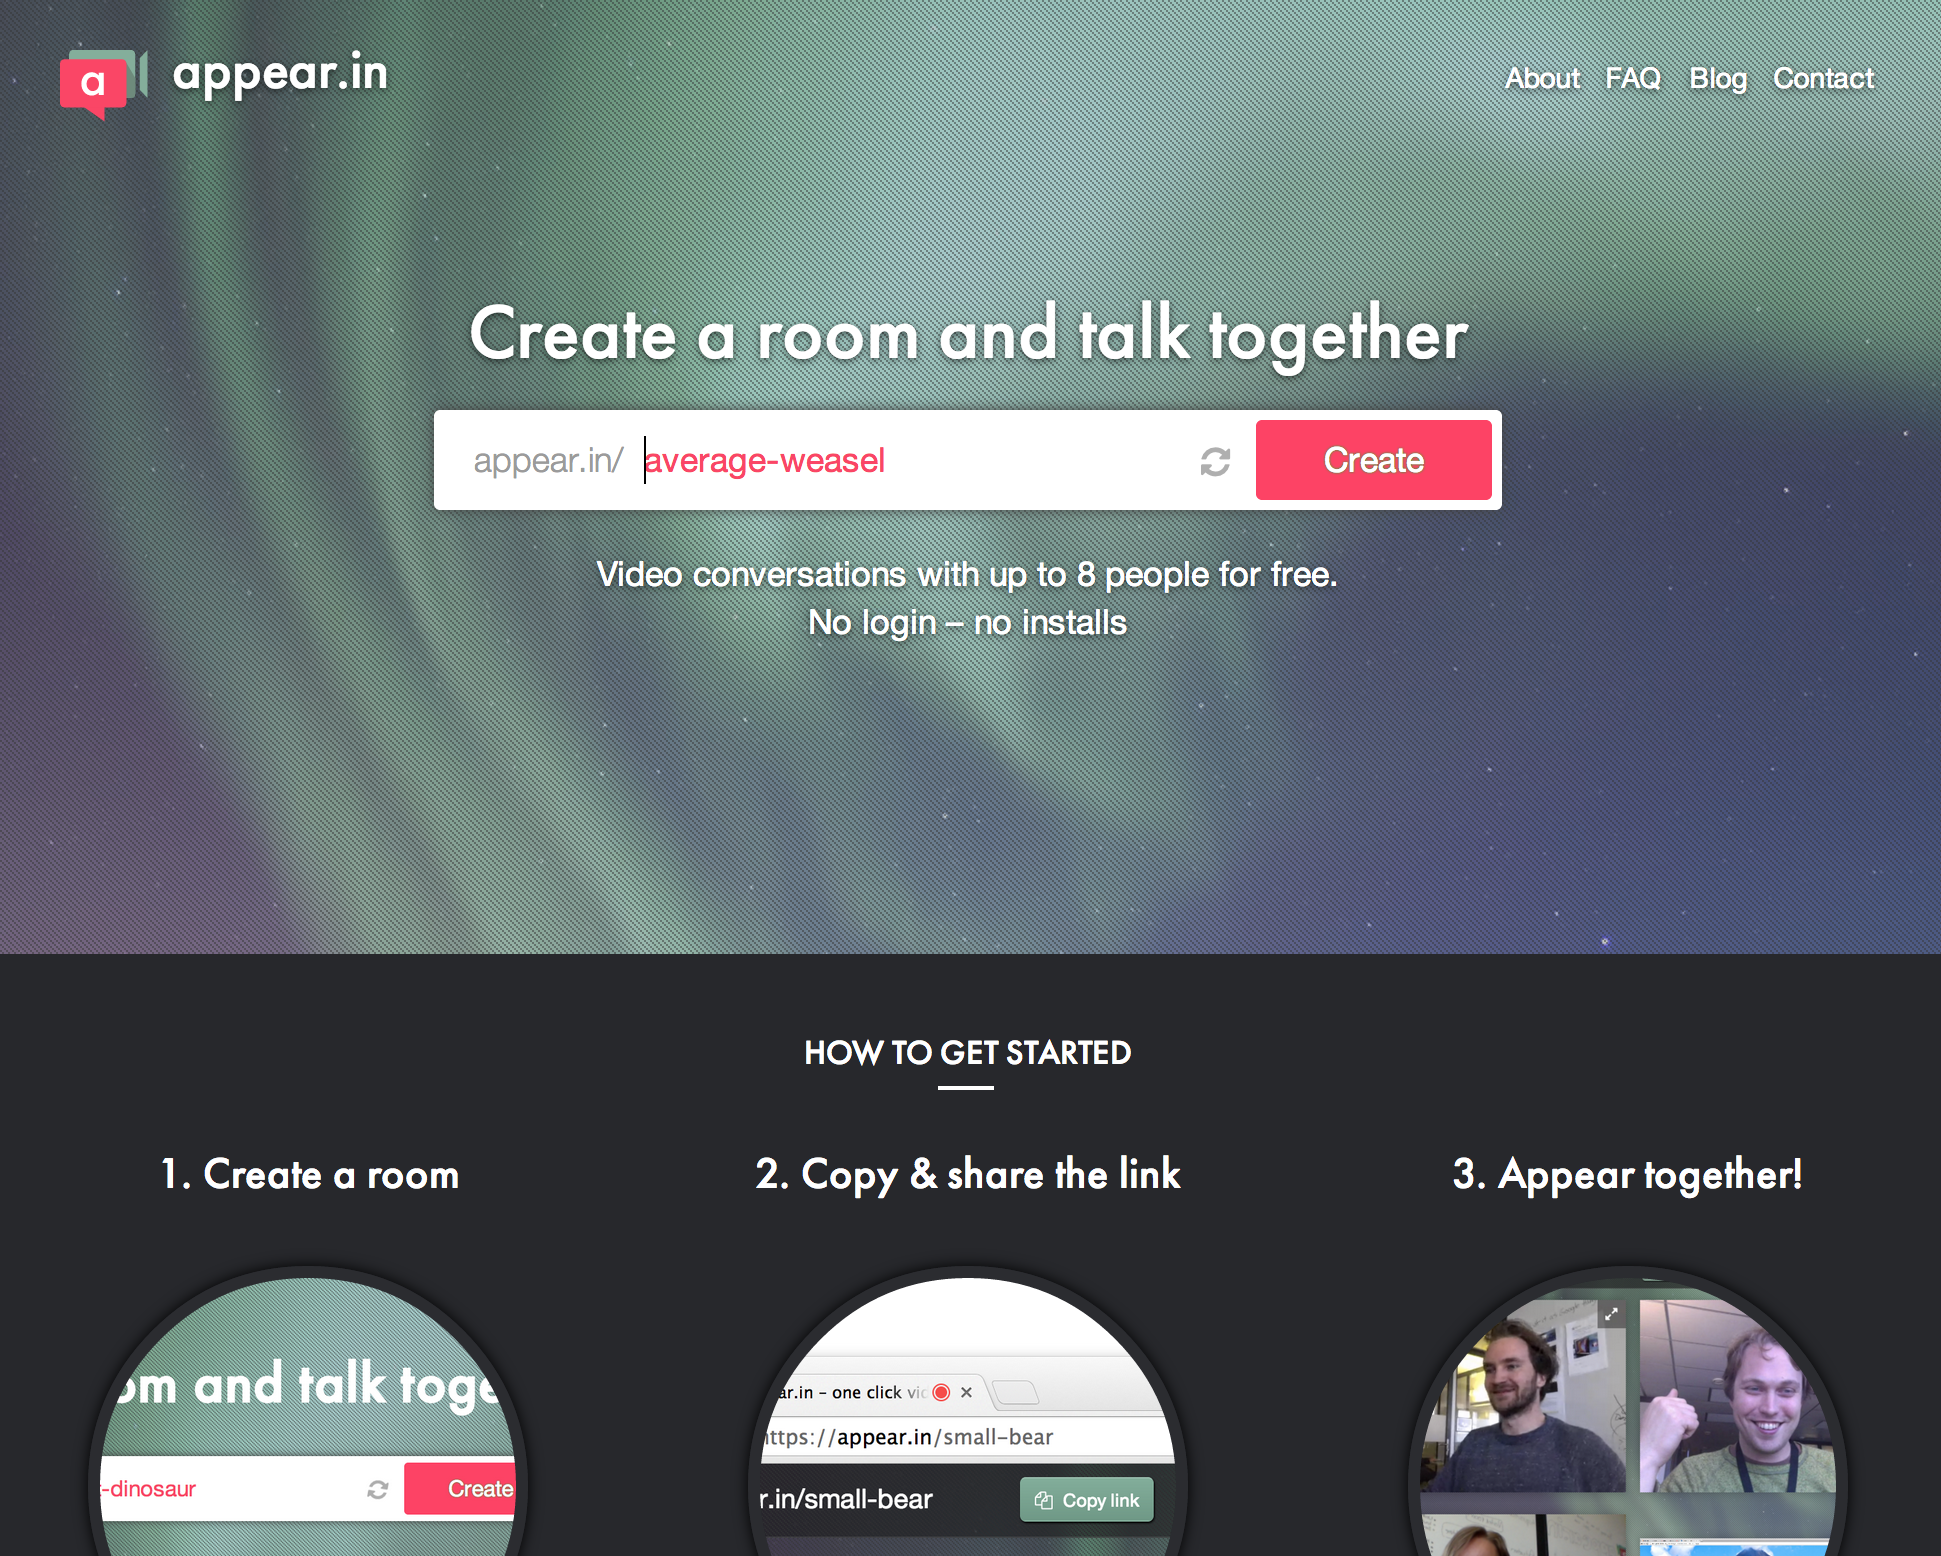 a
appear.in
About FAQ Blog Contact
Create a room and talk together
appear.in/ average-weasel
Create
Video conversations with up to 8 people for free.
No login – no installs
HOW TO GET STARTED
1. Create a room
2. Copy & share the link
3. Appear together!
om and talk toge
-dinosaur
Create
ar.in – one click vic
ttps://appear.in/small-bear
r.in/small-bear
Copy link